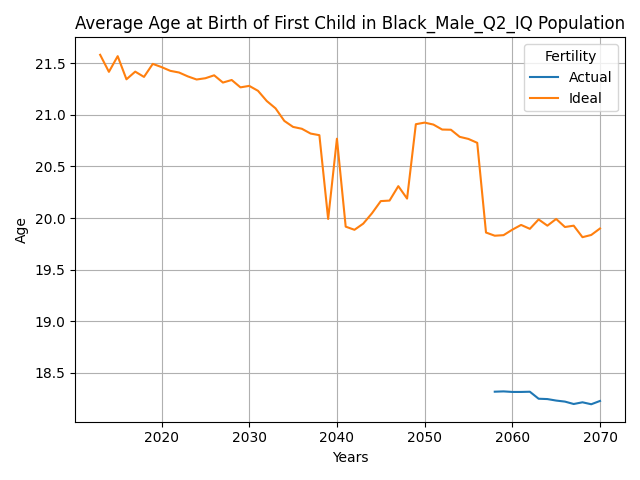 Average Age at Birth of First Child in Black_Male_Q2_IQ Population
Fertility
Actual
Ideal
21.5
21.0
20.5
20.0
19.5
19.0
18.5
Age
2020 2030 2040 2050 2060 2070
Years